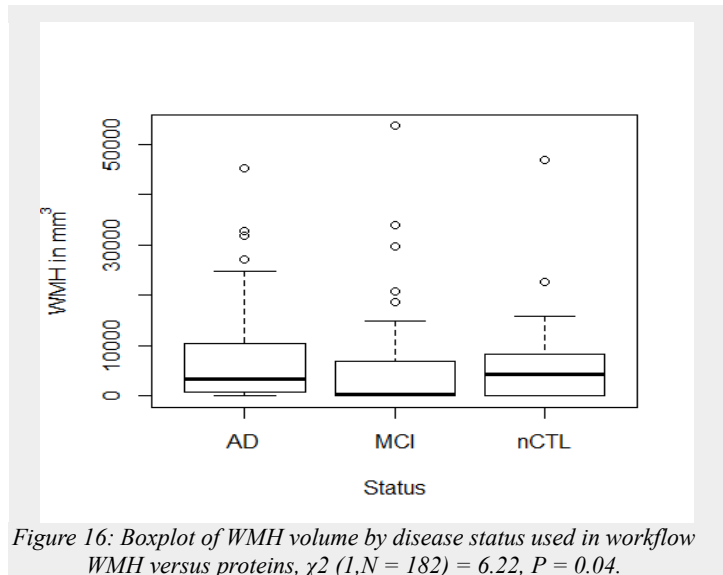 WMH in mm³
50000
30000
10000
0
AD
MCI
nCTL
Status
Figure 16: Boxplot of WMH volume by disease status used in workflow
WMH versus proteins, χ2 (1,N = 182) = 6.22, P = 0.04.